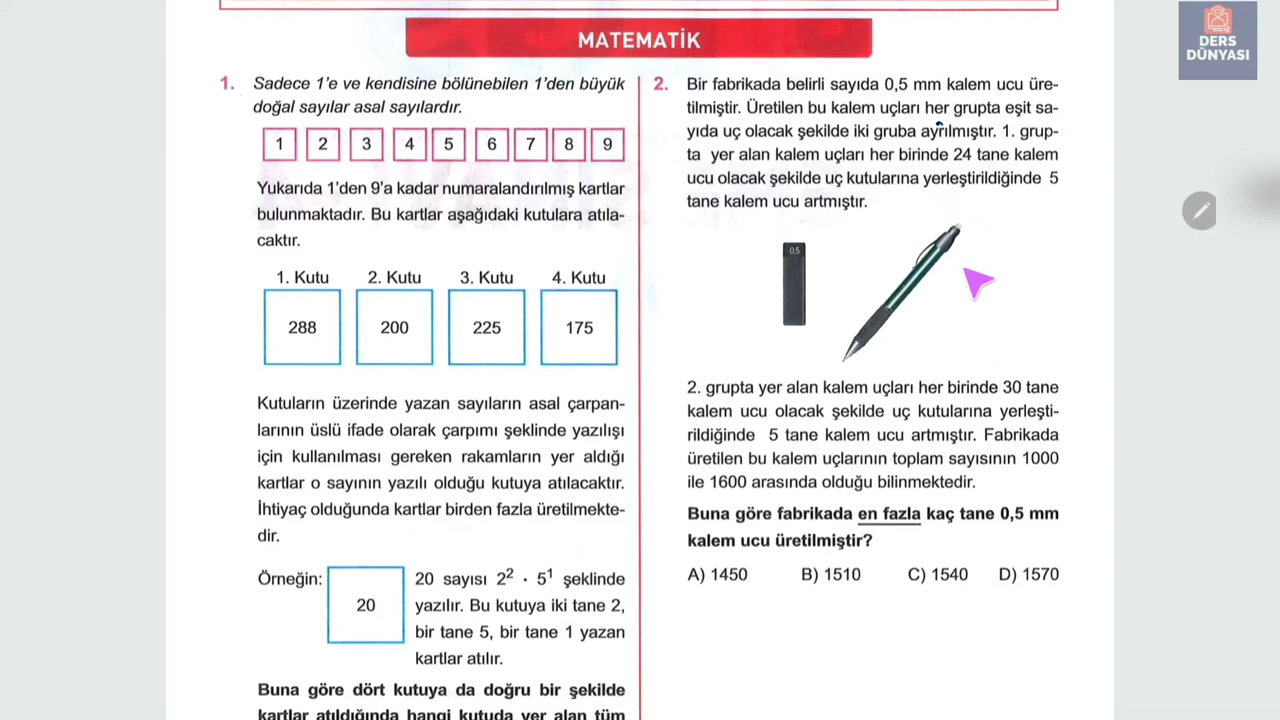 MATEMATİK
DERS
DÜNYASI
1. Sadece 1'e ve kendisine bölünebilen 1'den büyük
doğal sayılar asal sayılardır.
1 2 3 4 5 6 7 8 9
Yukarıda 1'den 9'a kadar numaralandırılmış kartlar
bulunmaktadır. Bu kartlar aşağıdaki kutulara atıla-
caktır.
1. Kutu 2. Kutu 3. Kutu 4. Kutu
288 200 225 175
Kutuların üzerinde yazan sayıların asal çarpan-
larının üslü ifade olarak çarpımı şeklinde yazılışı
için kullanılması gereken rakamların yer aldığı
kartlar o sayının yazılı olduğu kutuya atılacaktır.
İhtiyaç olduğunda kartlar birden fazla üretilmekte-
dir.
Örneğin:
20
20 sayısı 2² · 5¹ şeklinde
yazılır. Bu kutuya iki tane 2,
bir tane 5, bir tane 1 yazan
kartlar atılır.
Buna göre dört kutuya da doğru bir şekilde
kartlar atıldığında hangi kutuda yer alan tüm
2. Bir fabrikada belirli sayıda 0,5 mm kalem ucu üre-
tilmiştir. Üretilen bu kalem uçları her grupta eşit sa-
yıda uç olacak şekilde iki gruba ayrılmıştır. 1. grup-
ta yer alan kalem uçları her birinde 24 tane kalem
ucu olacak şekilde uç kutularına yerleştirildiğinde 5
tane kalem ucu artmıştır.
0,5
2. grupta yer alan kalem uçları her birinde 30 tane
kalem ucu olacak şekilde uç kutularına yerleşti-
rildiğinde 5 tane kalem ucu artmıştır. Fabrikada
üretilen bu kalem uçlarının toplam sayısının 1000
ile 1600 arasında olduğu bilinmektedir.
Buna göre fabrikada en fazla kaç tane 0,5 mm
kalem ucu üretilmiştir?
A) 1450 B) 1510 C) 1540 D) 1570